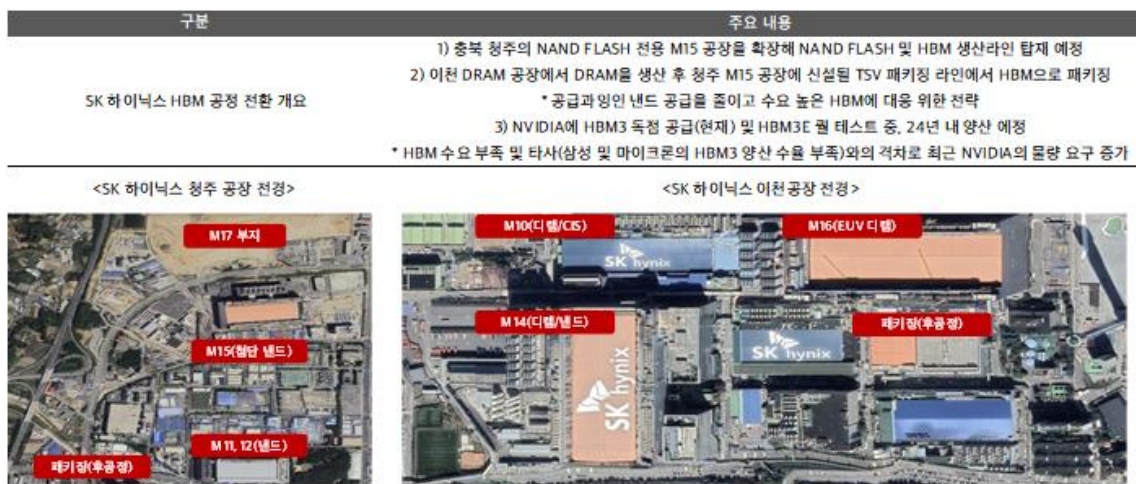 구분
주요 내용
SK 하이닉스 HBM 공정 전환 개요
1) 충북 청주의 NAND FLASH 전용 M15 공장을 확장해 NAND FLASH 및 HBM 생산라인 탑재 예정
2) 이천 DRAM 공장에서 DRAM을 생산 후 청주 M15 공장에 신설될 TSV 패키징 라인에서 HBM으로 패키징
* 공급과잉인 낸드 공급을 줄이고 수요 높은 HBM에 대응 위한 전략
3) NVIDIA에 HBM3 독점 공급(현재) 및 HBM3E 퀄 테스트 중, 24년 내 양산 예정
* HBM 수요 부족 및 타사(삼성 및 마이크론의 HBM3 양산 수율 부족)와의 격차로 최근 NVIDIA의 물량 요구 증가
<SK 하이닉스 청주 공장 전경>
<SK 하이닉스 이천공장 전경>
M17 부지
M15(첨단 낸드)
M11, 12(낸드)
패키징(후공정)
M10(디램/CIS)
M16(EUV 디램)
SK hynix
M14(디램/낸드)
패키징(후공정)
SK hynix
SK hynix